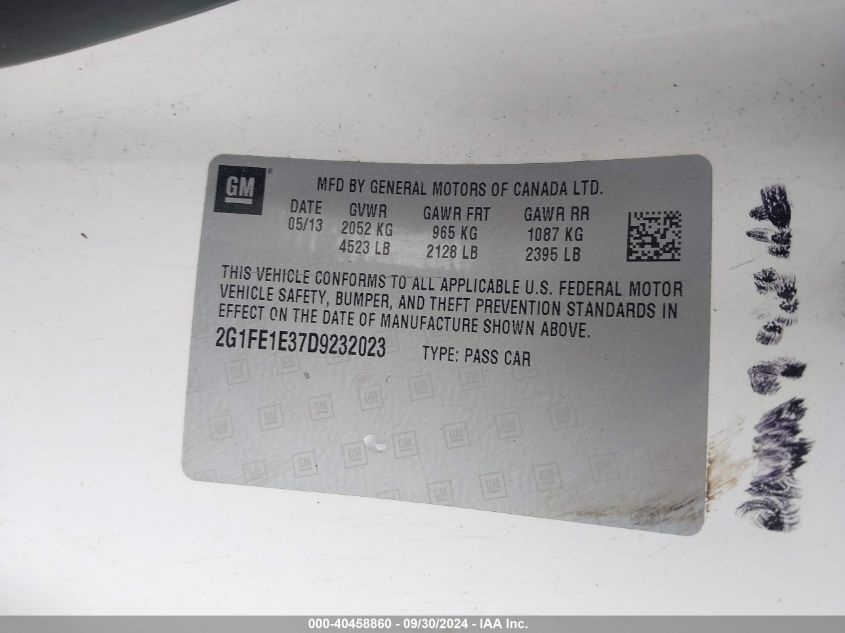 GM
MFD BY GENERAL MOTORS OF CANADA LTD.
DATE GVWR GAWR FRT GAWR RR
05/13 2052 KG 965 KG 1087 KG
4523 LB 2128 LB 2395 LB
THIS VEHICLE CONFORMS TO ALL APPLICABLE U.S. FEDERAL MOTOR
VEHICLE SAFETY, BUMPER, AND THEFT PREVENTION STANDARDS IN
EFFECT ON THE DATE OF MANUFACTURE SHOWN ABOVE.
2G1FE1E37D9232023 TYPE: PASS CAR
000-40458860 - 09/30/2024 - IAA Inc.